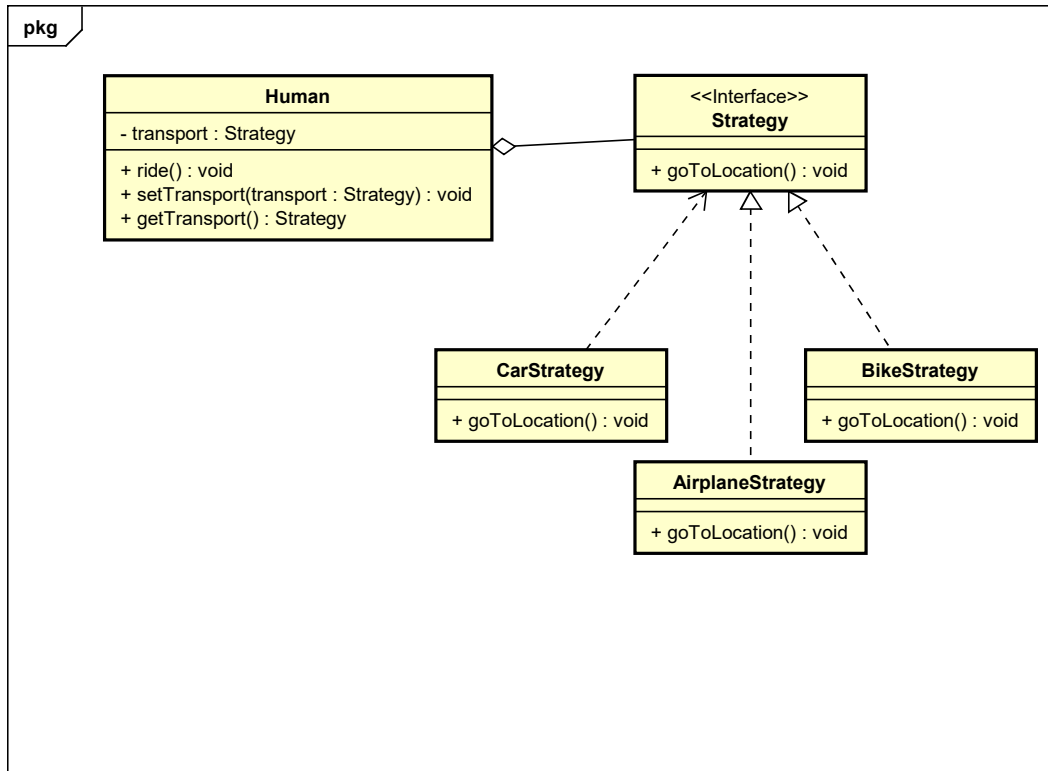 pkg
Human
- transport : Strategy
+ ride() : void
+ setTransport(transport : Strategy) : void
+ getTransport() : Strategy
<<Interface>>
Strategy
+ goToLocation() : void
CarStrategy
+ goToLocation() : void
BikeStrategy
+ goToLocation() : void
AirplaneStrategy
+ goToLocation() : void